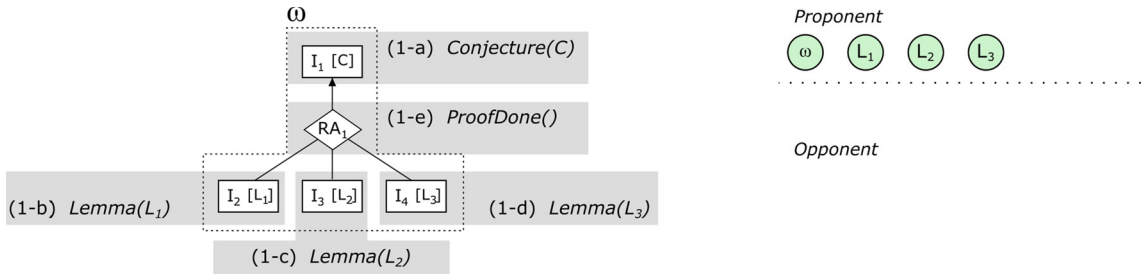 ω
I₁ [C]
(1-a) Conjecture(C)
RA₁
(1-e) ProofDone()
(1-b) Lemma(L₁)
I₂ [L₁]
I₃ [L₂]
I₄ [L₃]
(1-d) Lemma(L₃)
(1-c) Lemma(L₂)
Proponent
ω L₁ L₂ L₃
Opponent